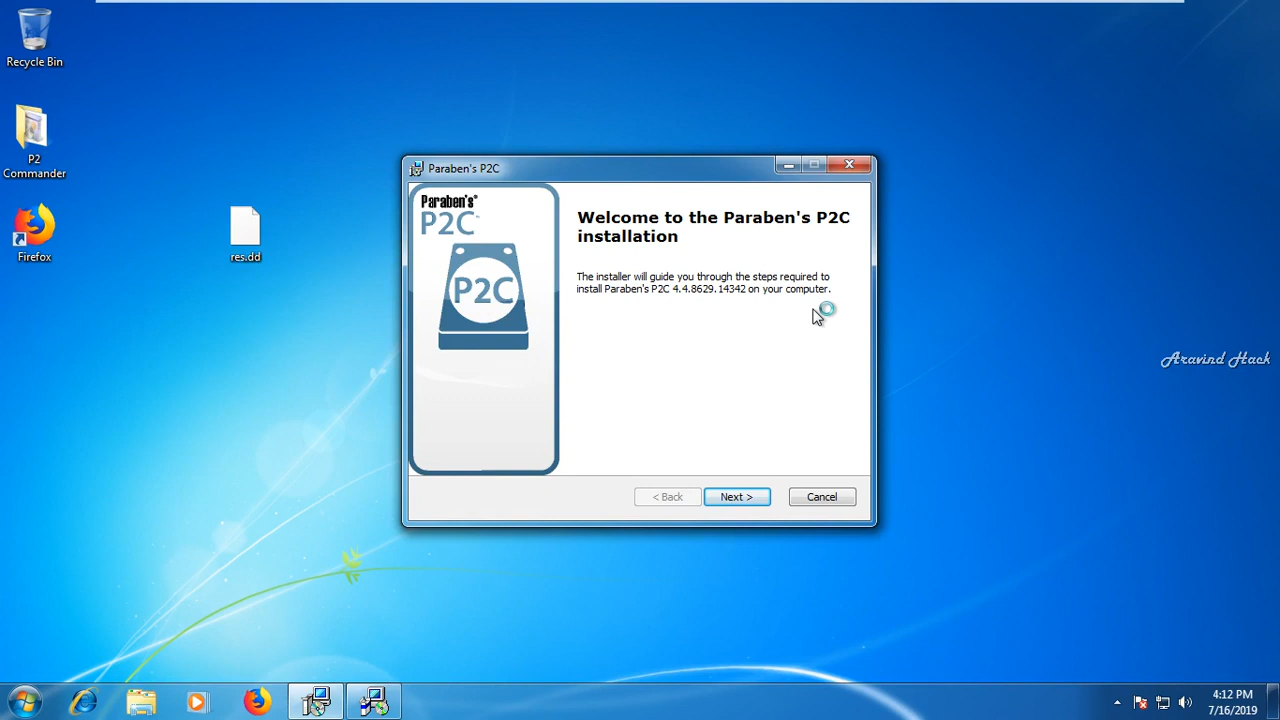 Recycle Bin
P2
Commander
Firefox
res.dd
Paraben's P2C
Paraben's®
P2C™
P2C
Welcome to the Paraben's P2C
installation
The installer will guide you through the steps required to
install Paraben's P2C 4.4.8629.14342 on your computer.
< Back
Next >
Cancel
Aravind Hack
4:12 PM
7/16/2019